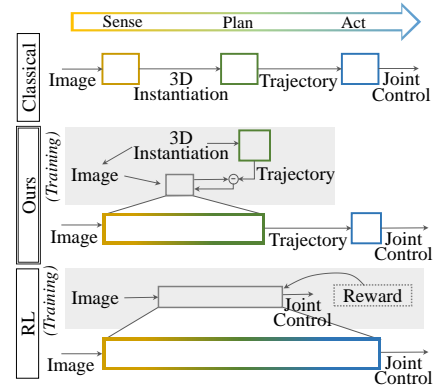 Sense Plan Act
Classical
Image
3D
Instantiation
Trajectory
Joint
Control
Ours
(Training)
3D
Instantiation
Image
Trajectory
Image
Trajectory
Joint
Control
RL
(Training)
Image
Joint
Control
Reward
Image
Joint
Control